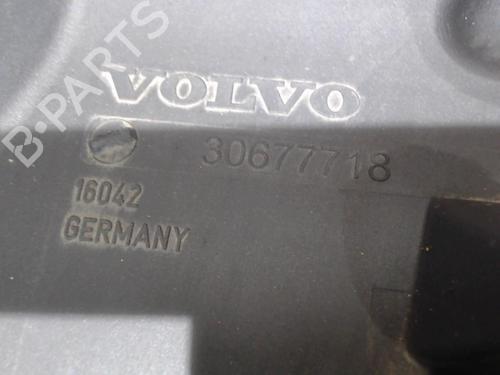 B-PARTS
VOLVO
30677718
16042
GERMANY